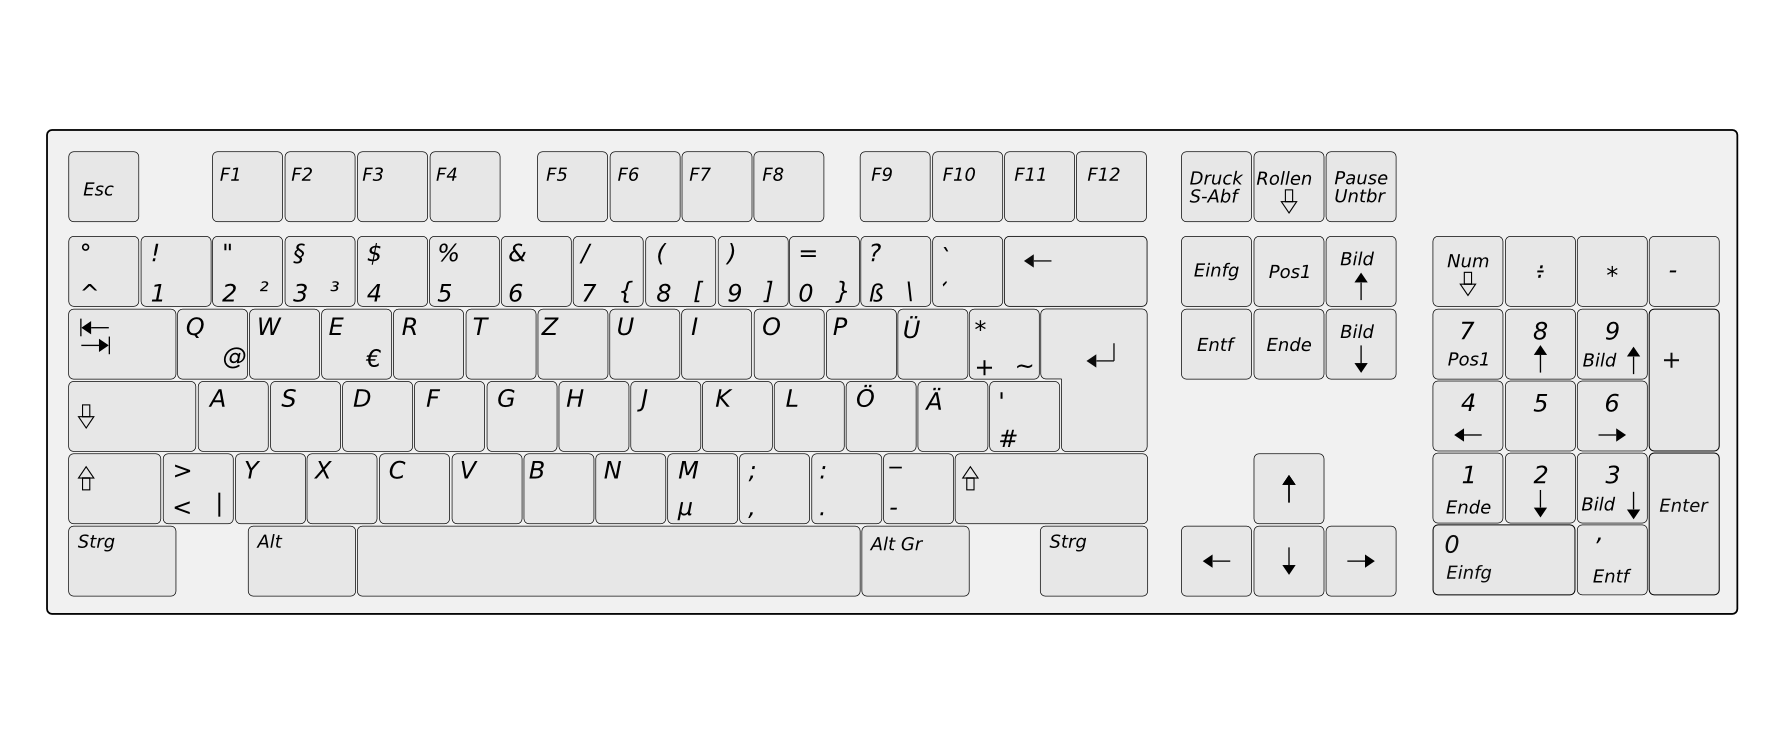 Esc F1 F2 F3 F4 F5 F6 F7 F8 F9 F10 F11 F12 Druck Rollen Pause
S-Abf ⇩ Untbr
° ! " § $ % & / ( ) = ? ` ← Einfg Pos1 Bild ↑ Num ⇩ ÷ * -
^ 1 2 ² 3 ³ 4 5 6 7 { 8 [ 9 ] 0 } ß \ ´
Q W E R T Z U I O P Ü * Entf Ende Bild ↓ 7 8 9 +
@ € + ~ ↵ Pos1 ↑ Bild ↑
⇩ A S D F G H J K L Ö Ä ' 4 5 6
# ← →
⇧ > Y X C V B N M ; : _ ⇧ ↑ 1 2 3 Enter
< | µ , . - Ende ↓ Bild ↓
Strg Alt Alt Gr Strg ← ↓ → 0 ,
Einfg Entf